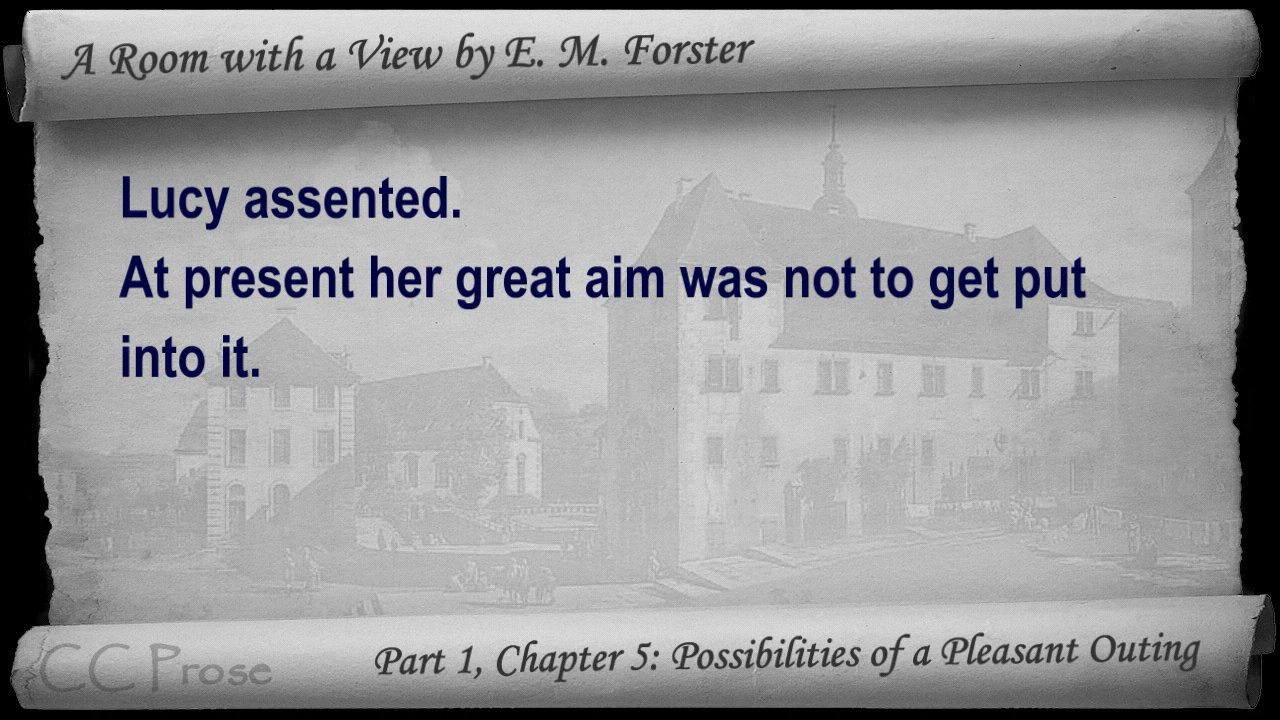 A Room with a View by E. M. Forster
Lucy assented.
At present her great aim was not to get put
into it.
CC Prose
Part 1, Chapter 5: Possibilities of a Pleasant Outing